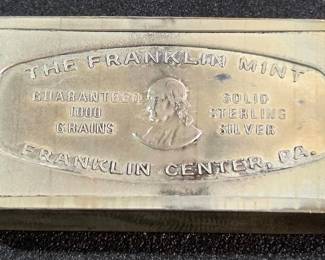 THE FRANKLIN MINT
GUARANTEED
1000
GRAINS
SOLID
STERLING
SILVER
FRANKLIN CENTER, PA.